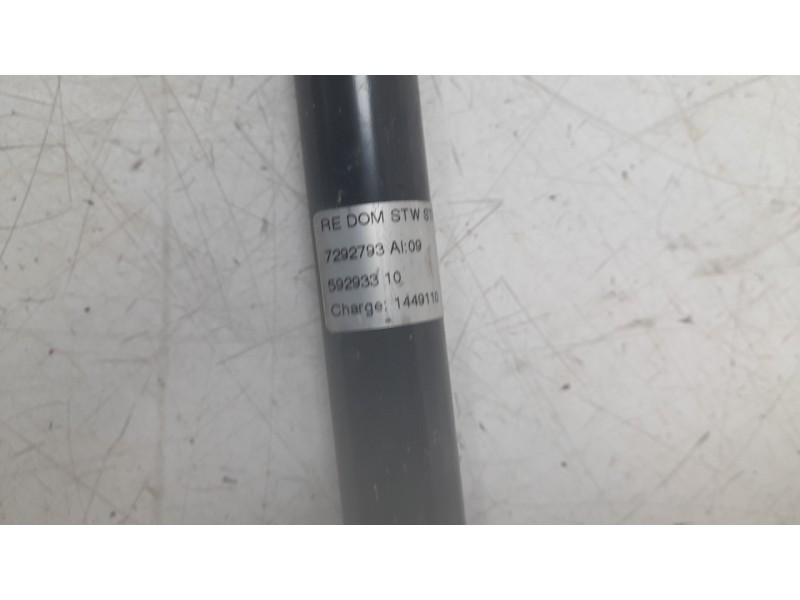 RE DOM STW
7292793 AI:09
592933 10
Charge: 1449110